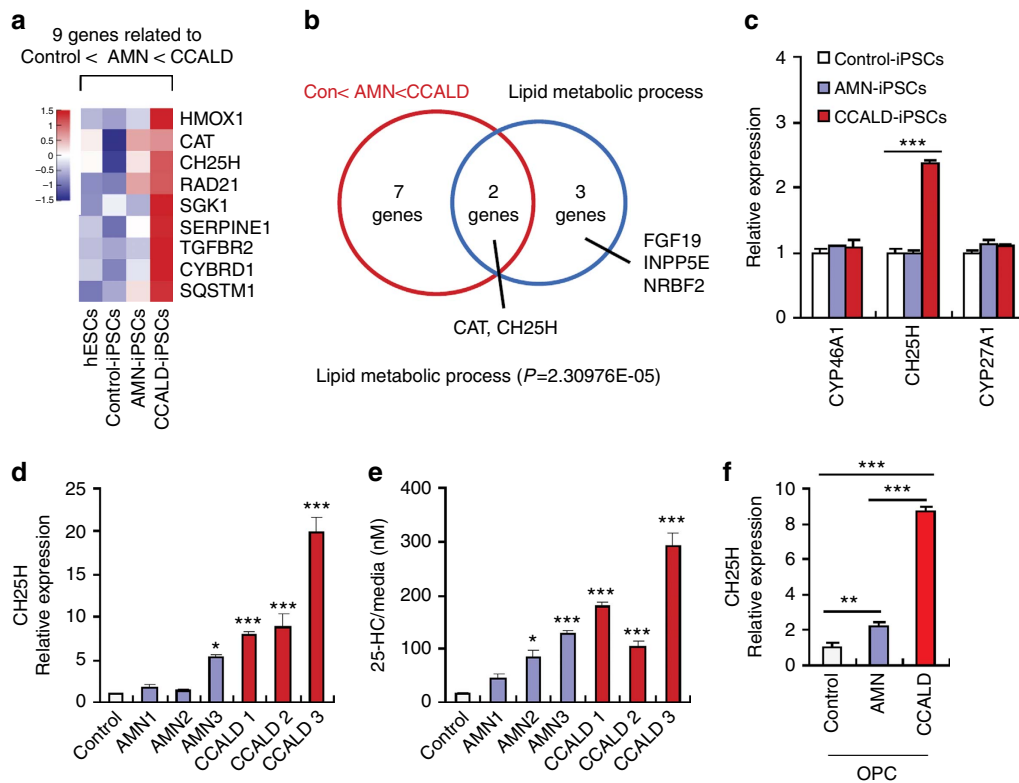 a
9 genes related to
Control < AMN < CCALD
1.5
1
0.5
0
−0.5
−1
−1.5
HMOX1
CAT
CH25H
RAD21
SGK1
SERPINE1
TGFBR2
CYBRD1
SQSTM1
hESCs
Control-iPSCs
AMN-iPSCs
CCALD-iPSCs
b
Con< AMN<CCALD
Lipid metabolic process
7
genes
2
genes
3
genes
FGF19
INPP5E
NRBF2
CAT, CH25H
Lipid metabolic process (P=2.30976E-05)
c
Control-iPSCs
AMN-iPSCs
CCALD-iPSCs
***
Relative expression
4
3
2
1
0
CYP46A1
CH25H
CYP27A1
d
CH25H
Relative expression
25
20
15
10
5
0
*
***
***
***
Control
AMN1
AMN2
AMN3
CCALD 1
CCALD 2
CCALD 3
e
25-HC/media (nM)
400
300
200
100
0
*
***
***
***
***
Control
AMN1
AMN2
AMN3
CCALD 1
CCALD 2
CCALD 3
f
CH25H
Relative expression
10
8
6
4
2
0
***
***
**
Control
AMN
CCALD
OPC